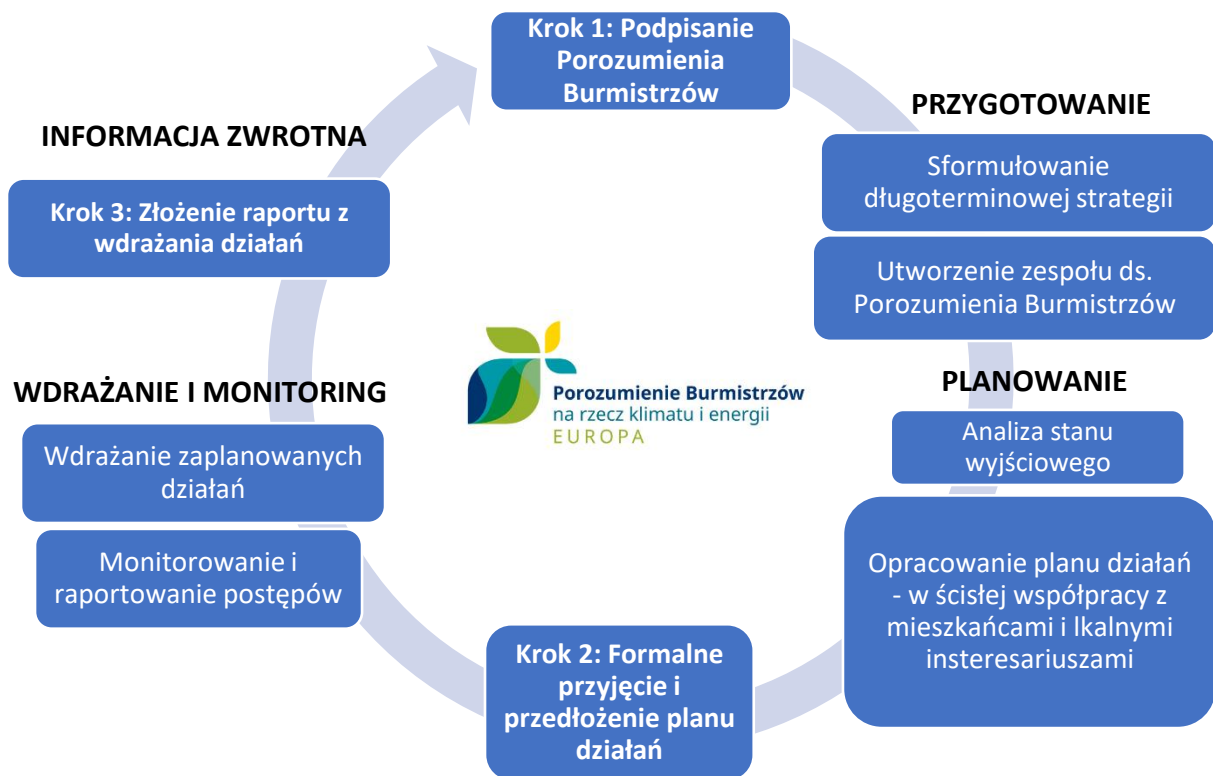 Krok 1: Podpisanie
Porozumienia
Burmistrzów
PRZYGOTOWANIE
Sformułowanie
długoterminowej strategii
Utworzenie zespołu ds.
Porozumienia Burmistrzów
PLANOWANIE
Analiza stanu
wyjściowego
Opracowanie planu działań
- w ścisłej współpracy z
mieszkańcami i lkalnymi
insteresariuszami
Krok 2: Formalne
przyjęcie i
przedłożenie planu
działań
WDRAŻANIE I MONITORING
Wdrażanie zaplanowanych
działań
Monitorowanie i
raportowanie postępów
INFORMACJA ZWROTNA
Krok 3: Złożenie raportu z
wdrażania działań
Porozumienie Burmistrzów
na rzecz klimatu i energii
EUROPA